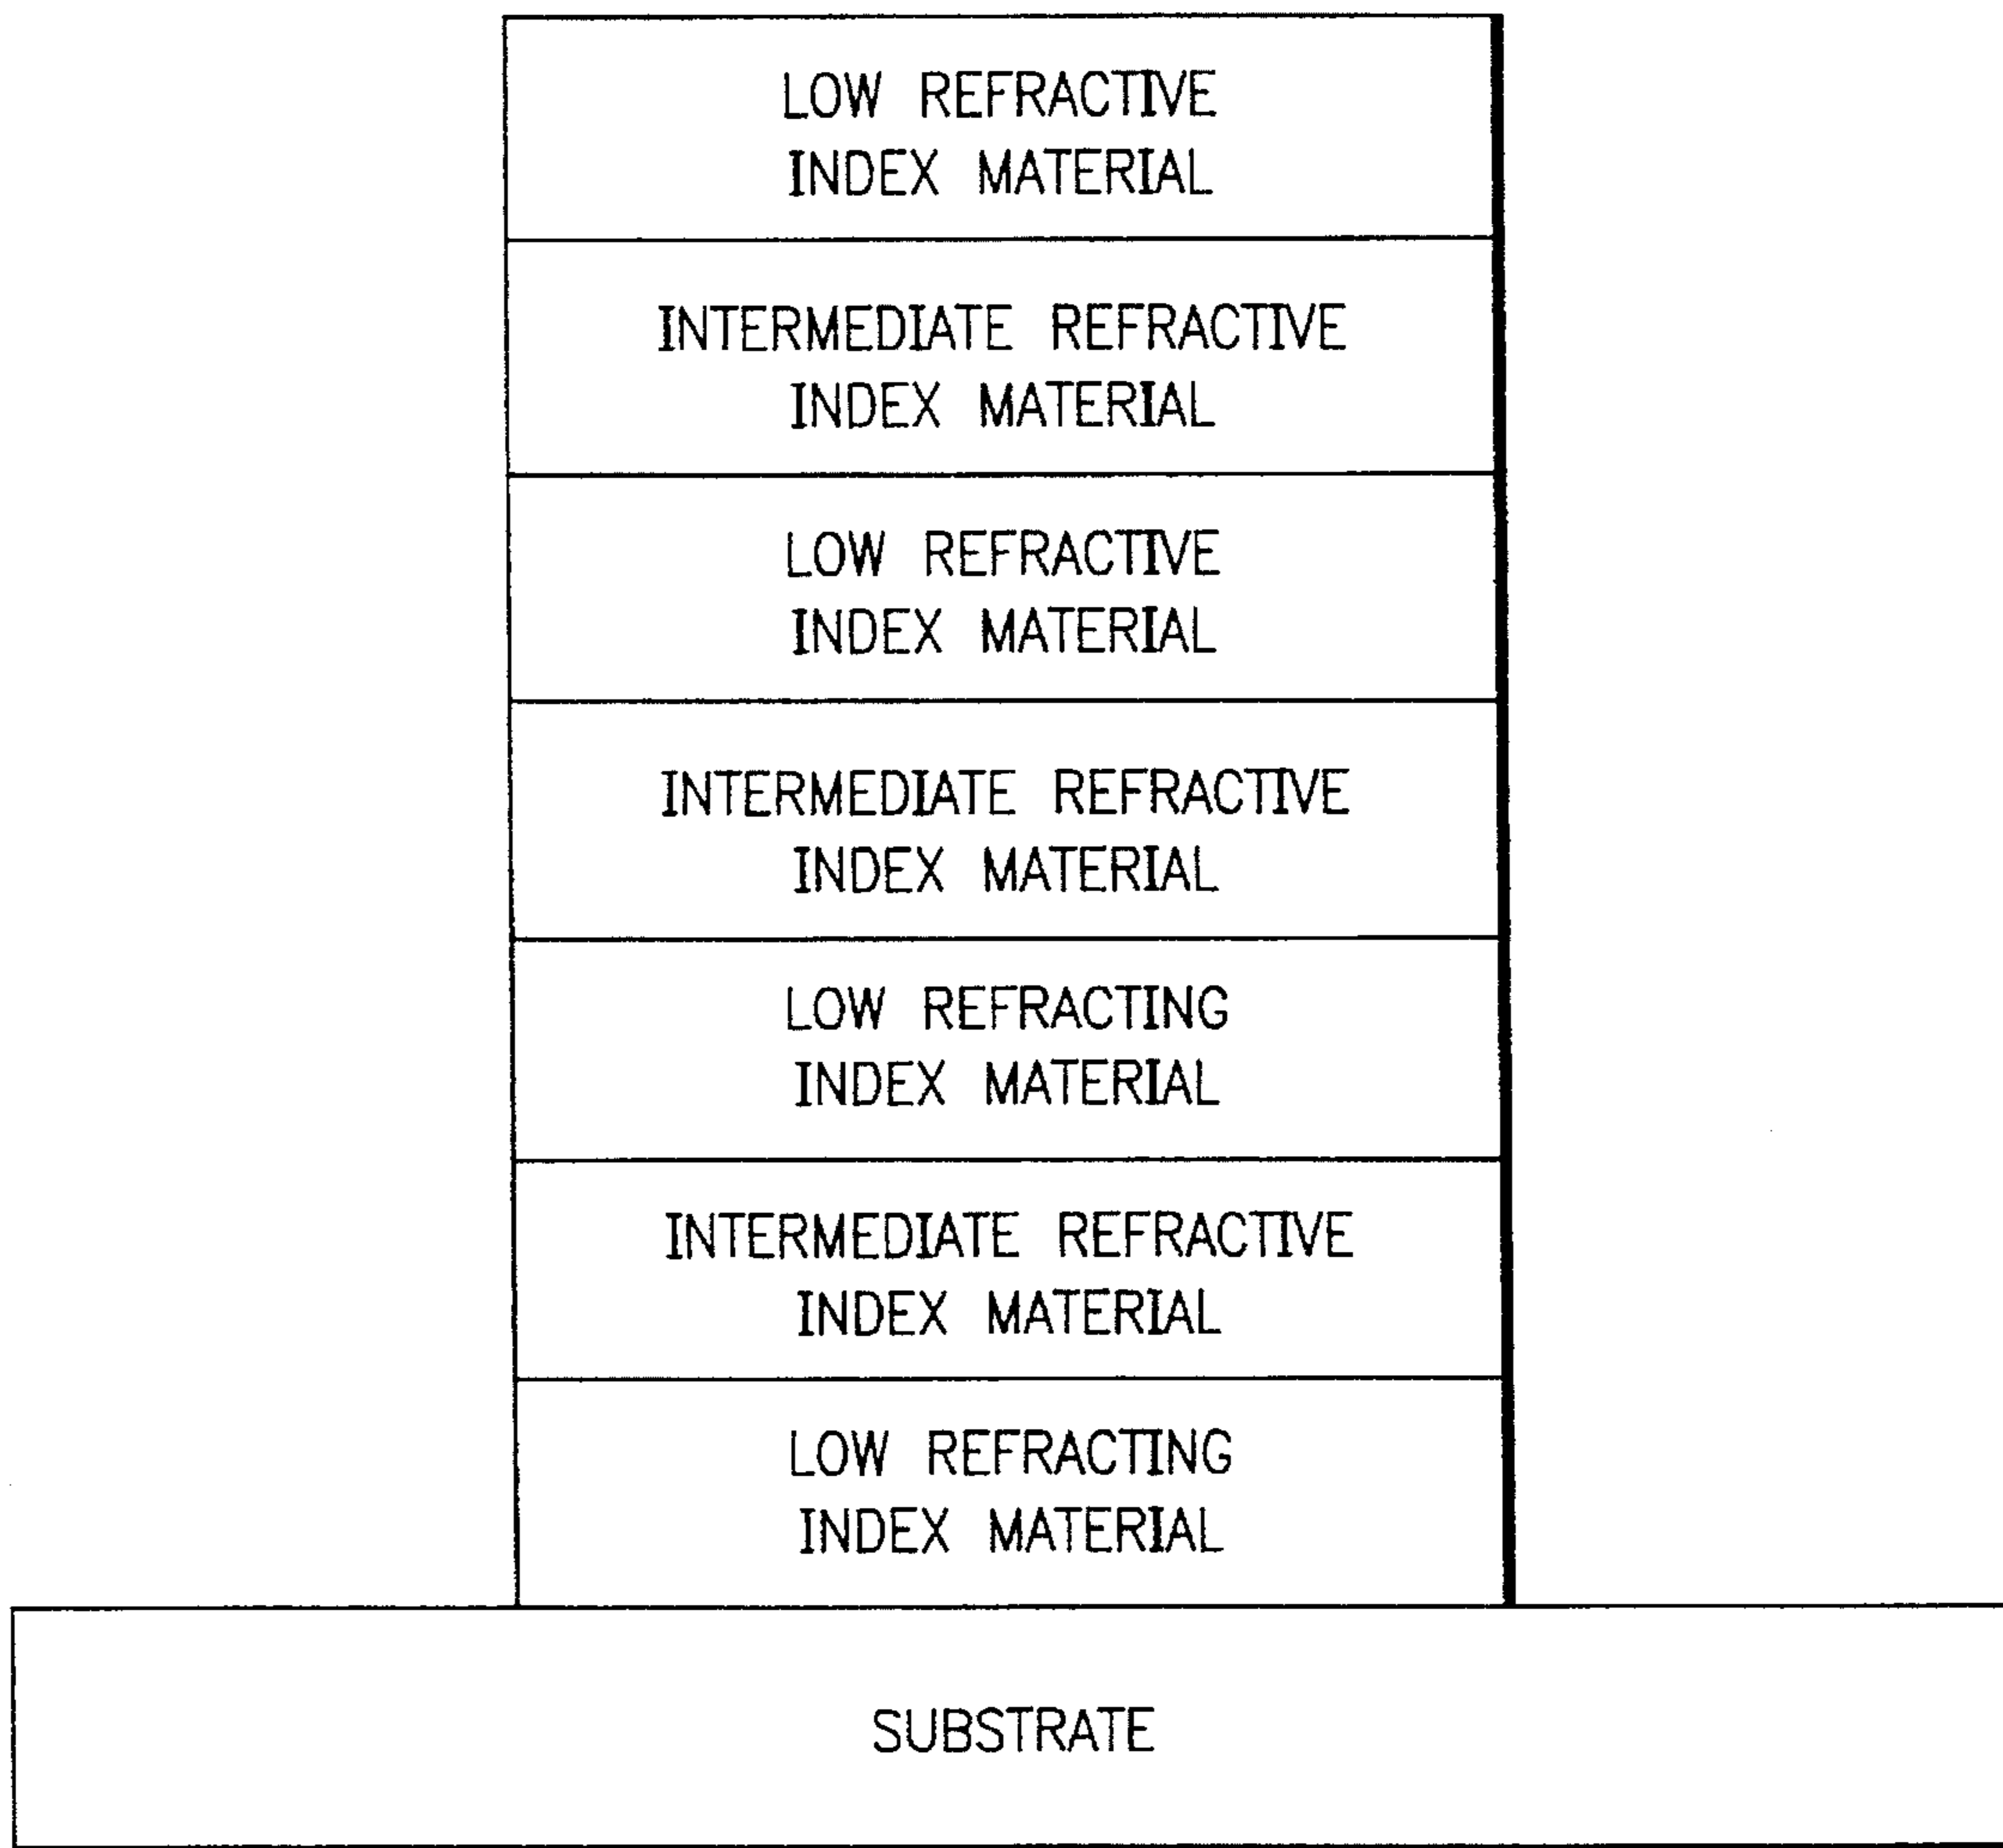 LOW REFRACTIVE
INDEX MATERIAL
INTERMEDIATE REFRACTIVE
INDEX MATERIAL
LOW REFRACTIVE
INDEX MATERIAL
INTERMEDIATE REFRACTIVE
INDEX MATERIAL
LOW REFRACTING
INDEX MATERIAL
INTERMEDIATE REFRACTIVE
INDEX MATERIAL
LOW REFRACTING
INDEX MATERIAL
SUBSTRATE